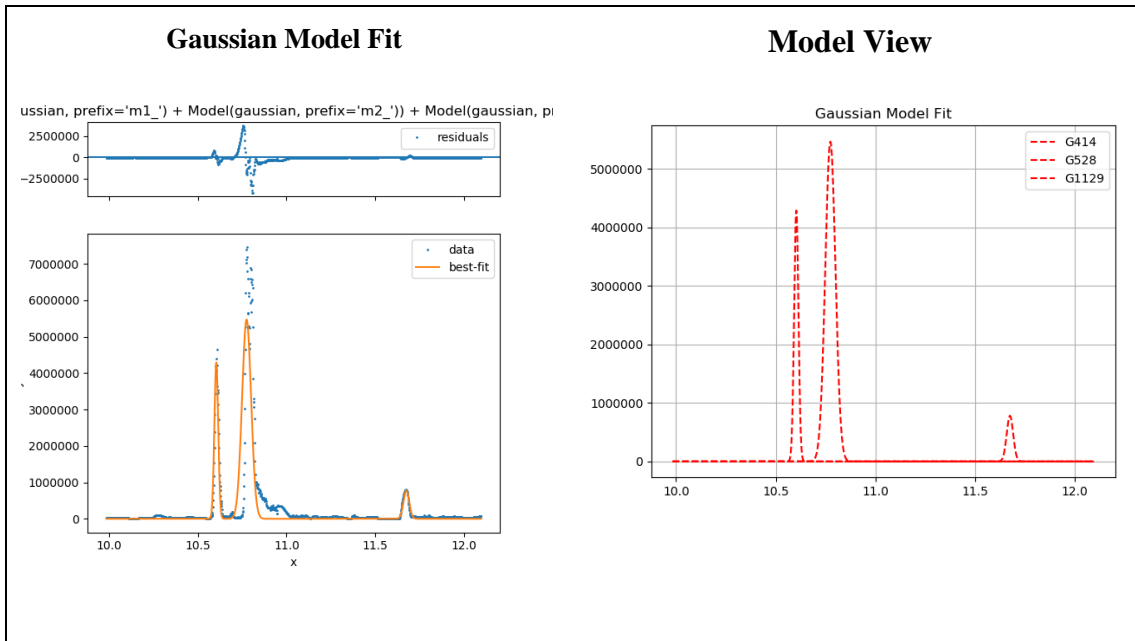 Gaussian Model Fit
ussian, prefix='m1_') + Model(gaussian, prefix='m2_')) + Model(gaussian, pr
2500000
0
−2500000
residuals
7000000
6000000
5000000
4000000
3000000
2000000
1000000
0
data
best-fit
10.0 10.5 11.0 11.5 12.0
x
Model View
Gaussian Model Fit
5000000
4000000
3000000
2000000
1000000
0
G414
G528
G1129
10.0 10.5 11.0 11.5 12.0